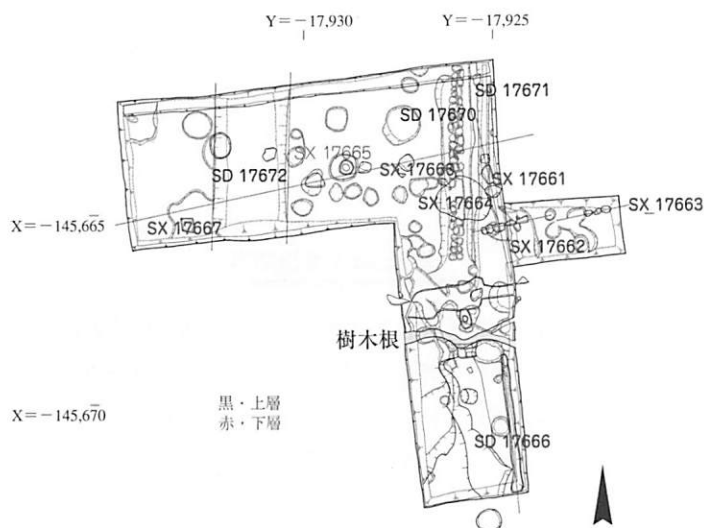 Y＝－17,930
Y＝－17,925
SD 17671
SD 17670
SX 17665
SX 17668
SD 17672
SX 17661
SX 17664
SX 17663
X＝－145,665
SX 17667
SX 17662
樹木根
X＝－145,670
黒・上層
赤・下層
SD 17666